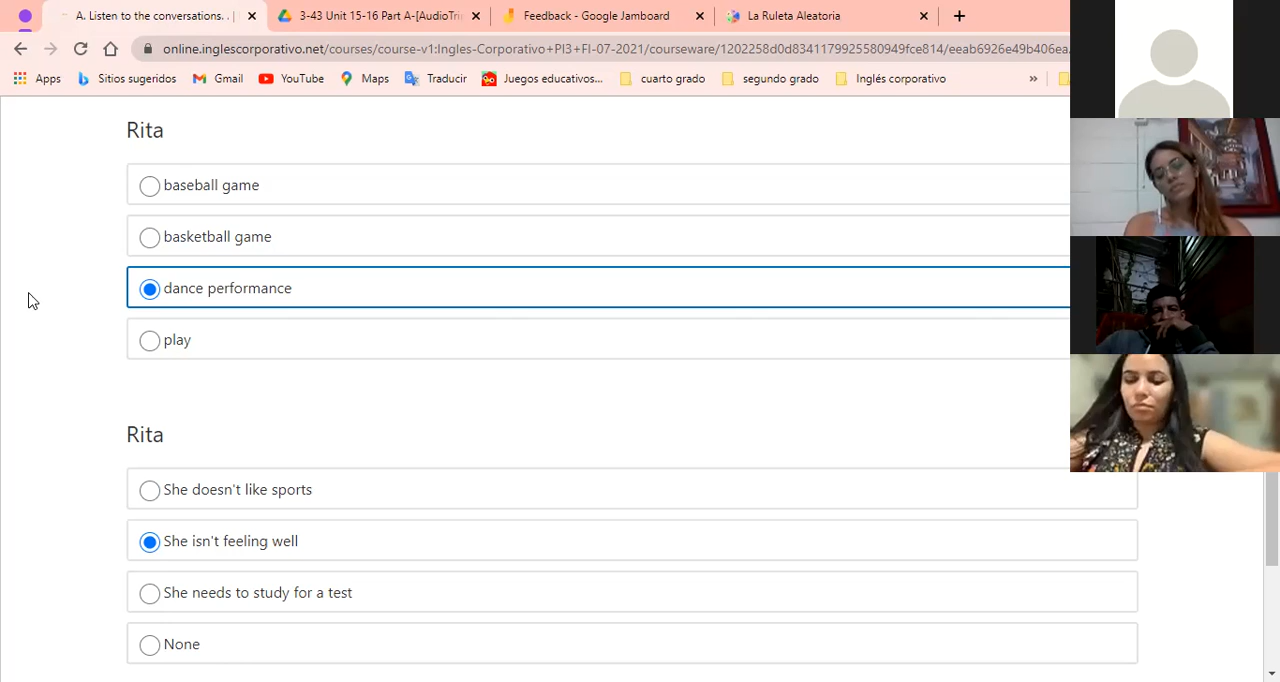 A. Listen to the conversations. . |
3-43 Unit 15-16 Part A-[AudioTri
Feedback - Google Jamboard
La Ruleta Aleatoria
online.inglescorporativo.net/courses/course-v1:Ingles-Corporativo+PI3+FI-07-2021/courseware/1202258d0d8341179925580949fce814/eeab6926e49b406ea
Apps
Sitios sugeridos
Gmail
YouTube
Maps
Traducir
Juegos educativos...
cuarto grado
segundo grado
Inglés corporativo
»
Rita
baseball game
basketball game
dance performance
play
Rita
She doesn't like sports
She isn't feeling well
She needs to study for a test
None